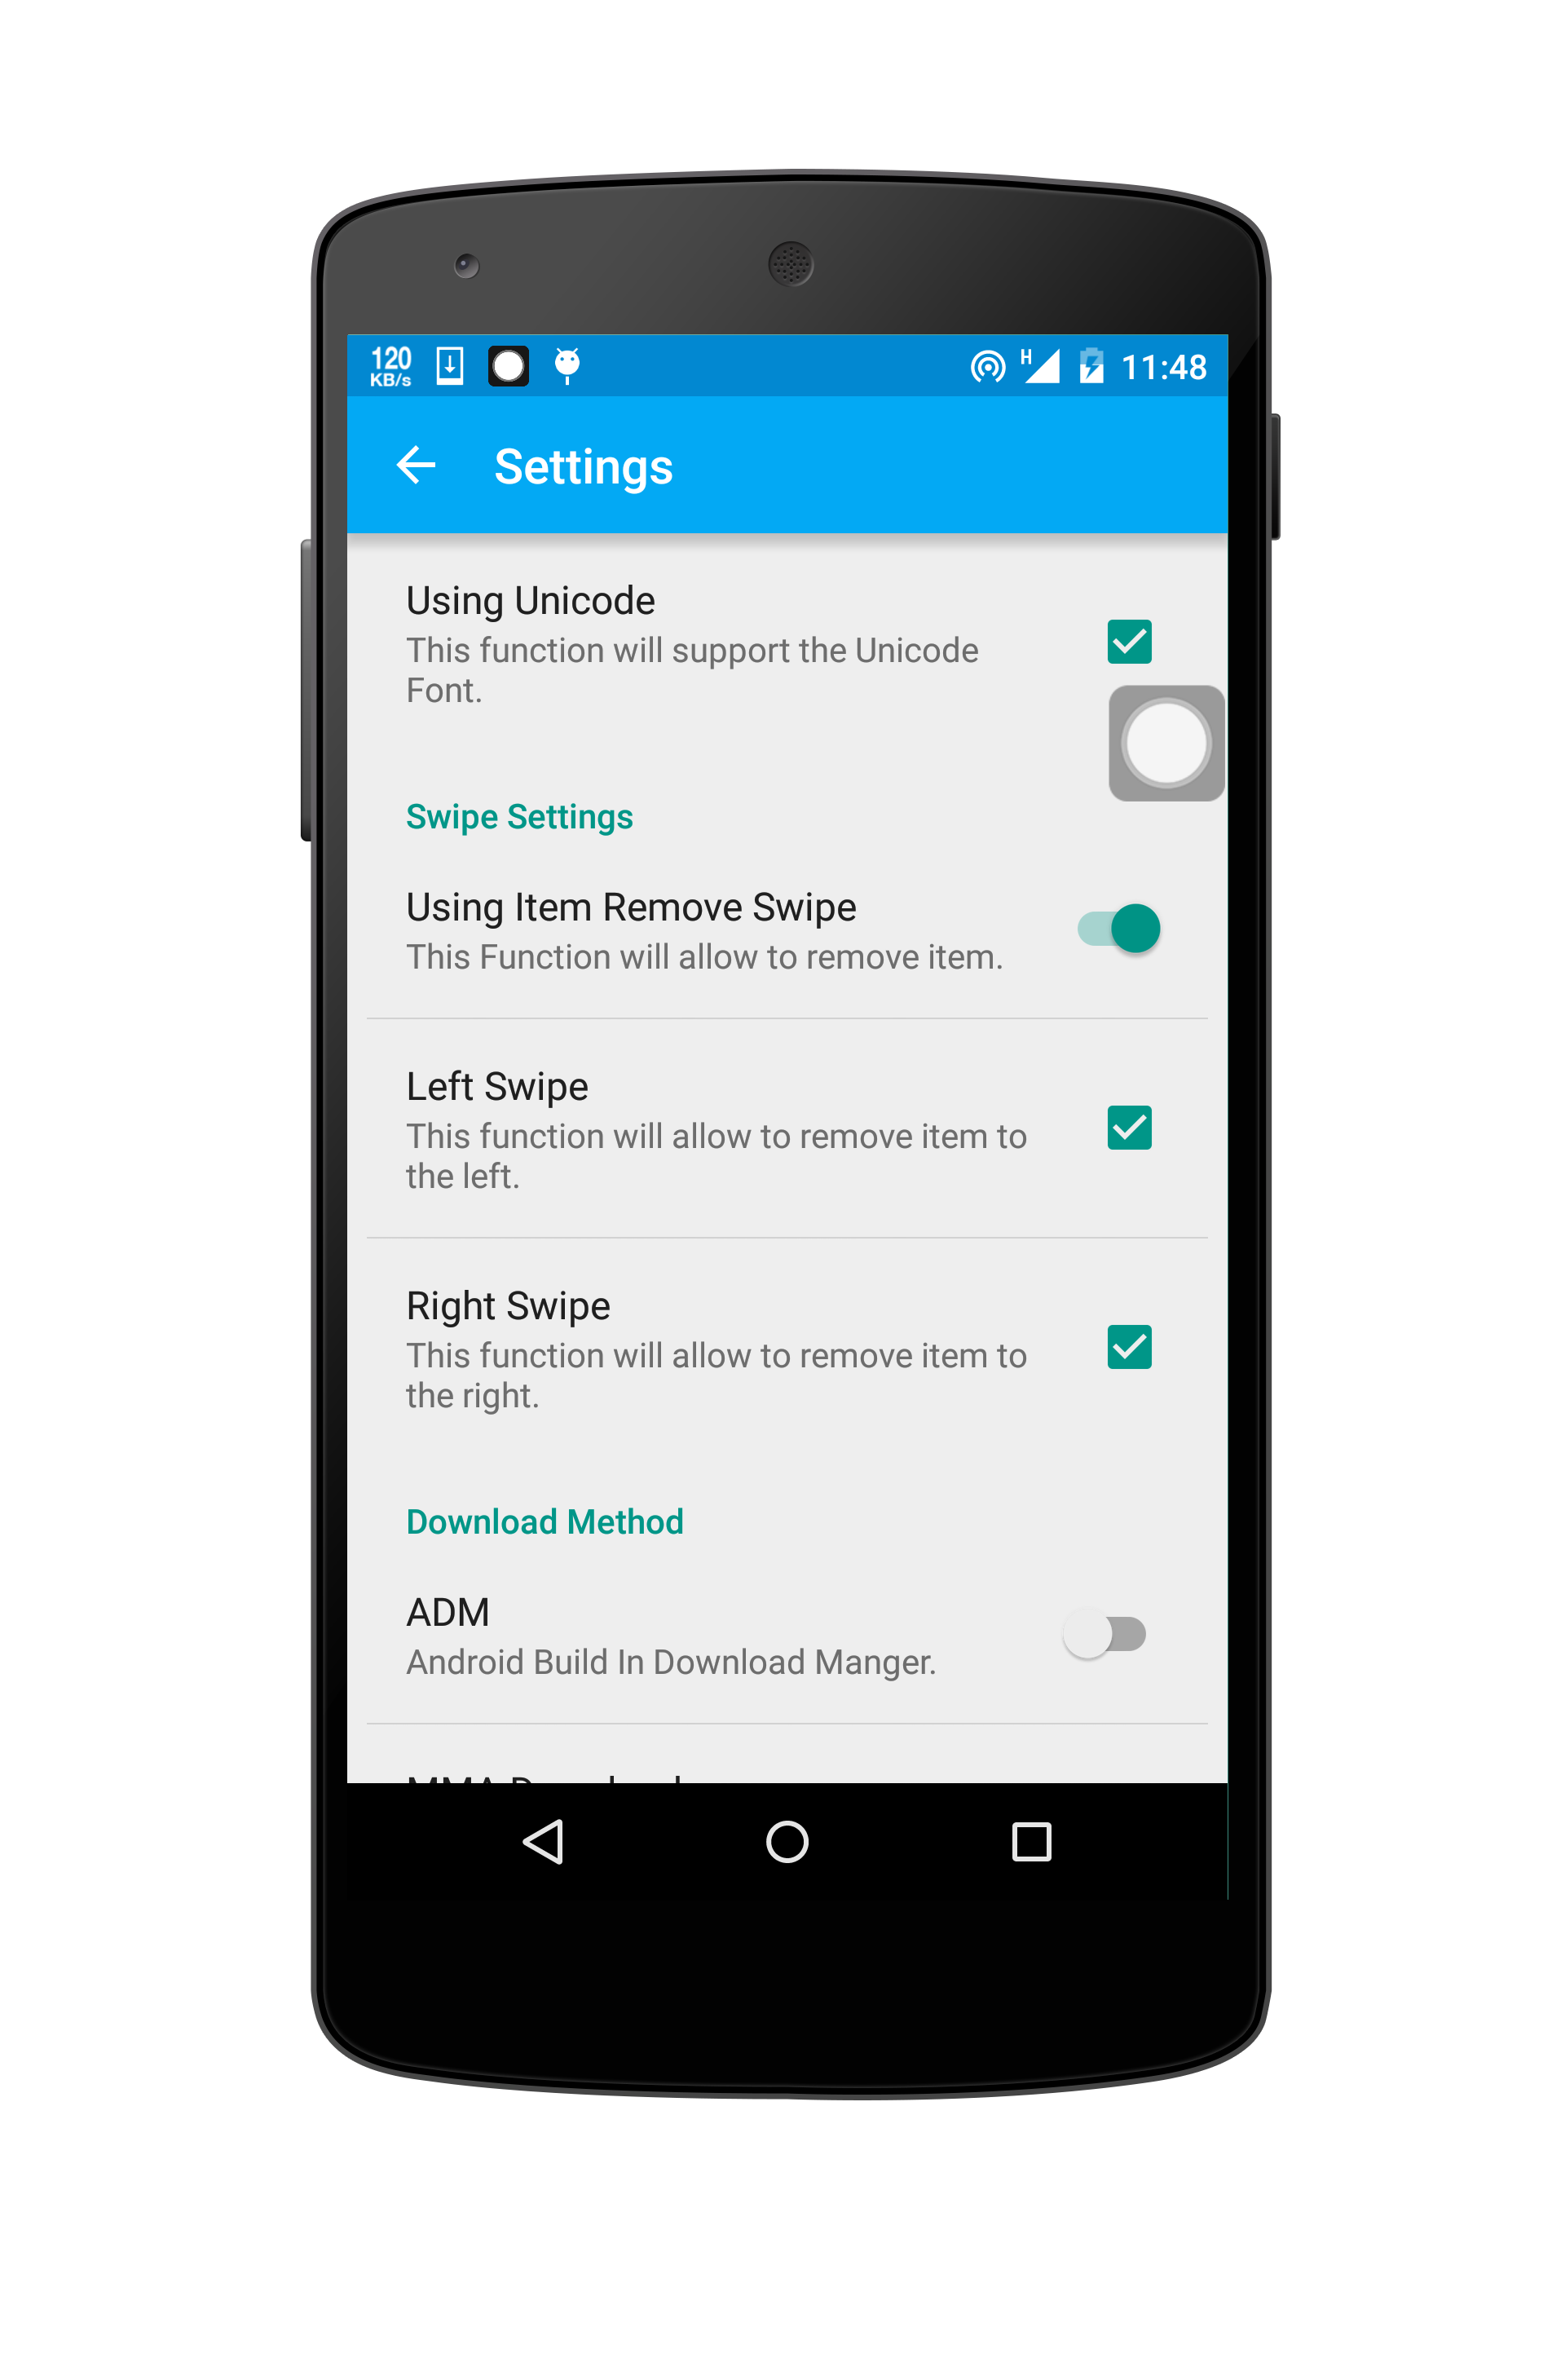 120
KB/s
H
11:48
Settings
Using Unicode
This function will support the Unicode
Font.
Swipe Settings
Using Item Remove Swipe
This Function will allow to remove item.
Left Swipe
This function will allow to remove item to
the left.
Right Swipe
This function will allow to remove item to
the right.
Download Method
ADM
Android Build In Download Manger.